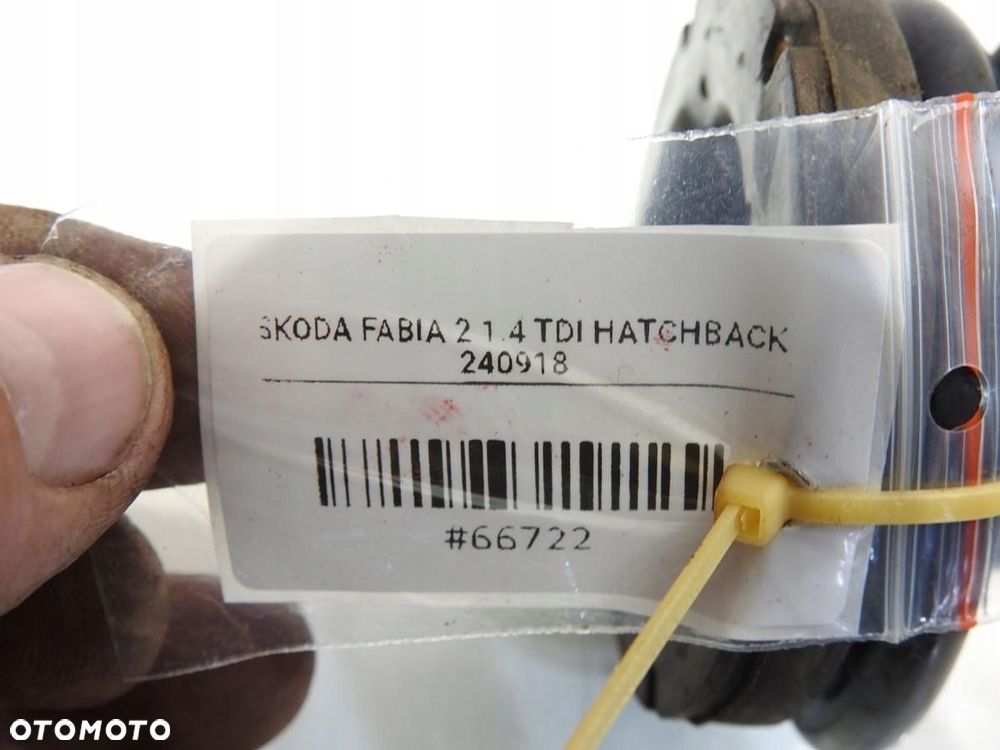 SKODA FABIA 2 1.4 TDI HATCHBACK
240918
#66722
OTOMOTO